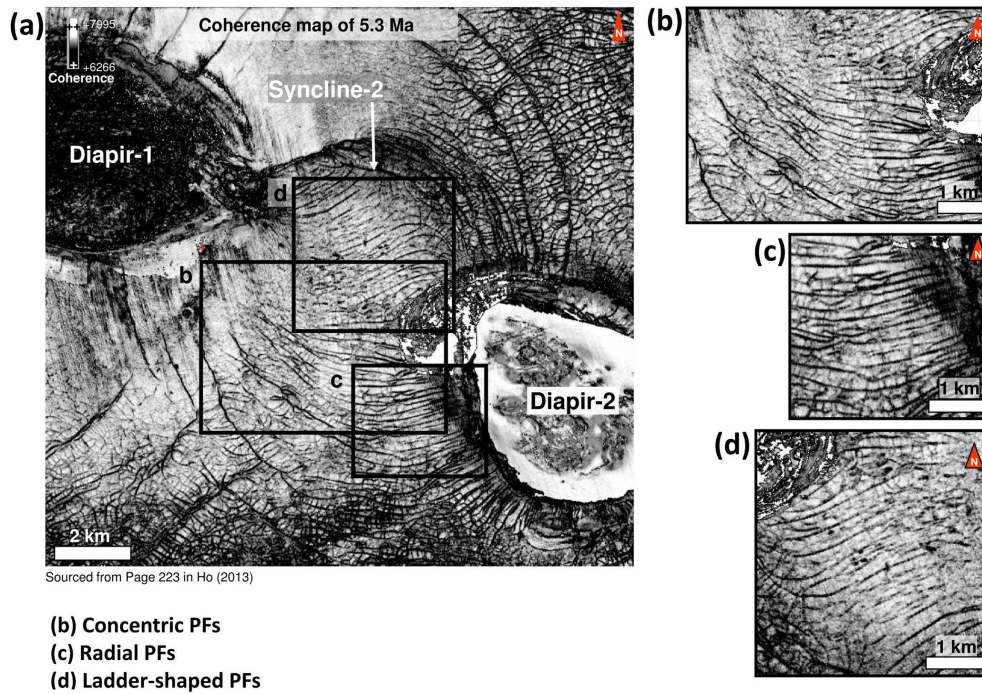 (a)
+7995
+6266
Coherence
Coherence map of 5.3 Ma
N
Syncline-2
Diapir-1
d
b
c
Diapir-2
2 km
Sourced from Page 223 in Ho (2013)
(b) Concentric PFs
(c) Radial PFs
(d) Ladder-shaped PFs
(b)
N
1 km
(c)
N
1 km
(d)
N
1 km